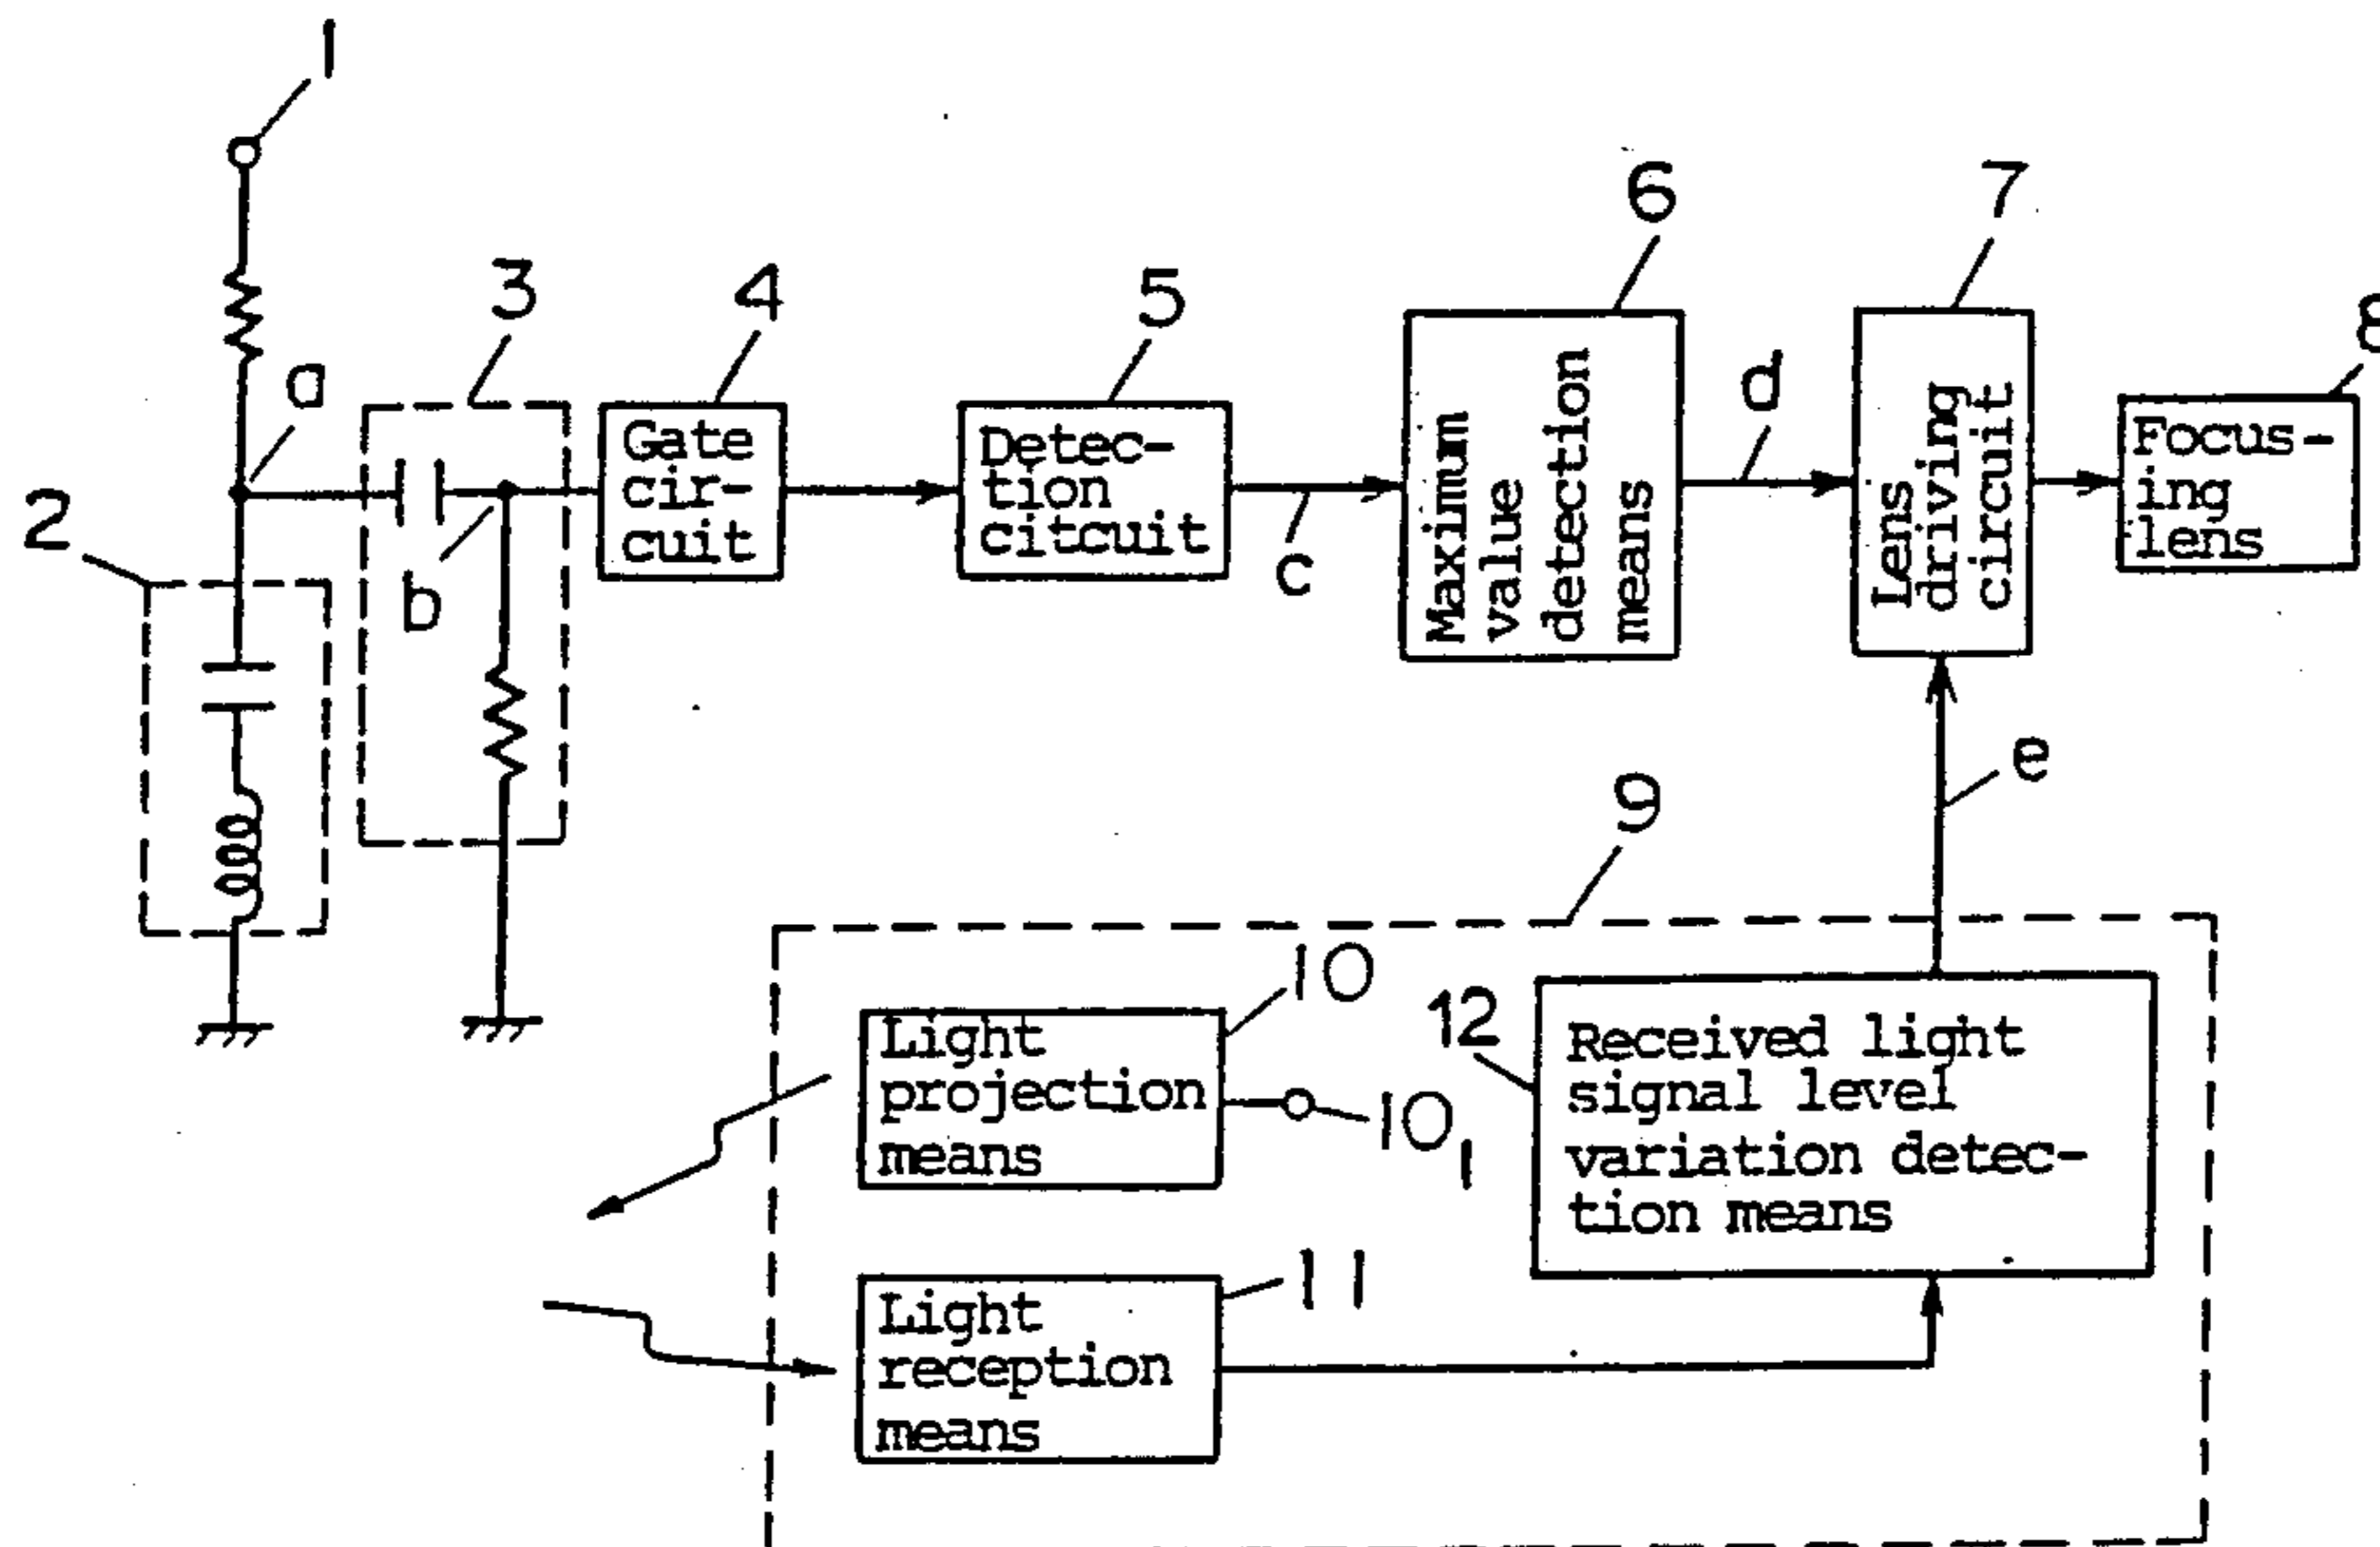 1
2
a
3
b
4
Gate
cir-
cuit
5
Detec-
tion
citcuit
c
6
Maximum
value
detection
means
d
7
Lens
driving
circuit
8
Focus-
ing
lens
e
9
10
Light
projection
means
10₁
11
Light
reception
means
12
Received light
signal level
variation detec-
tion means